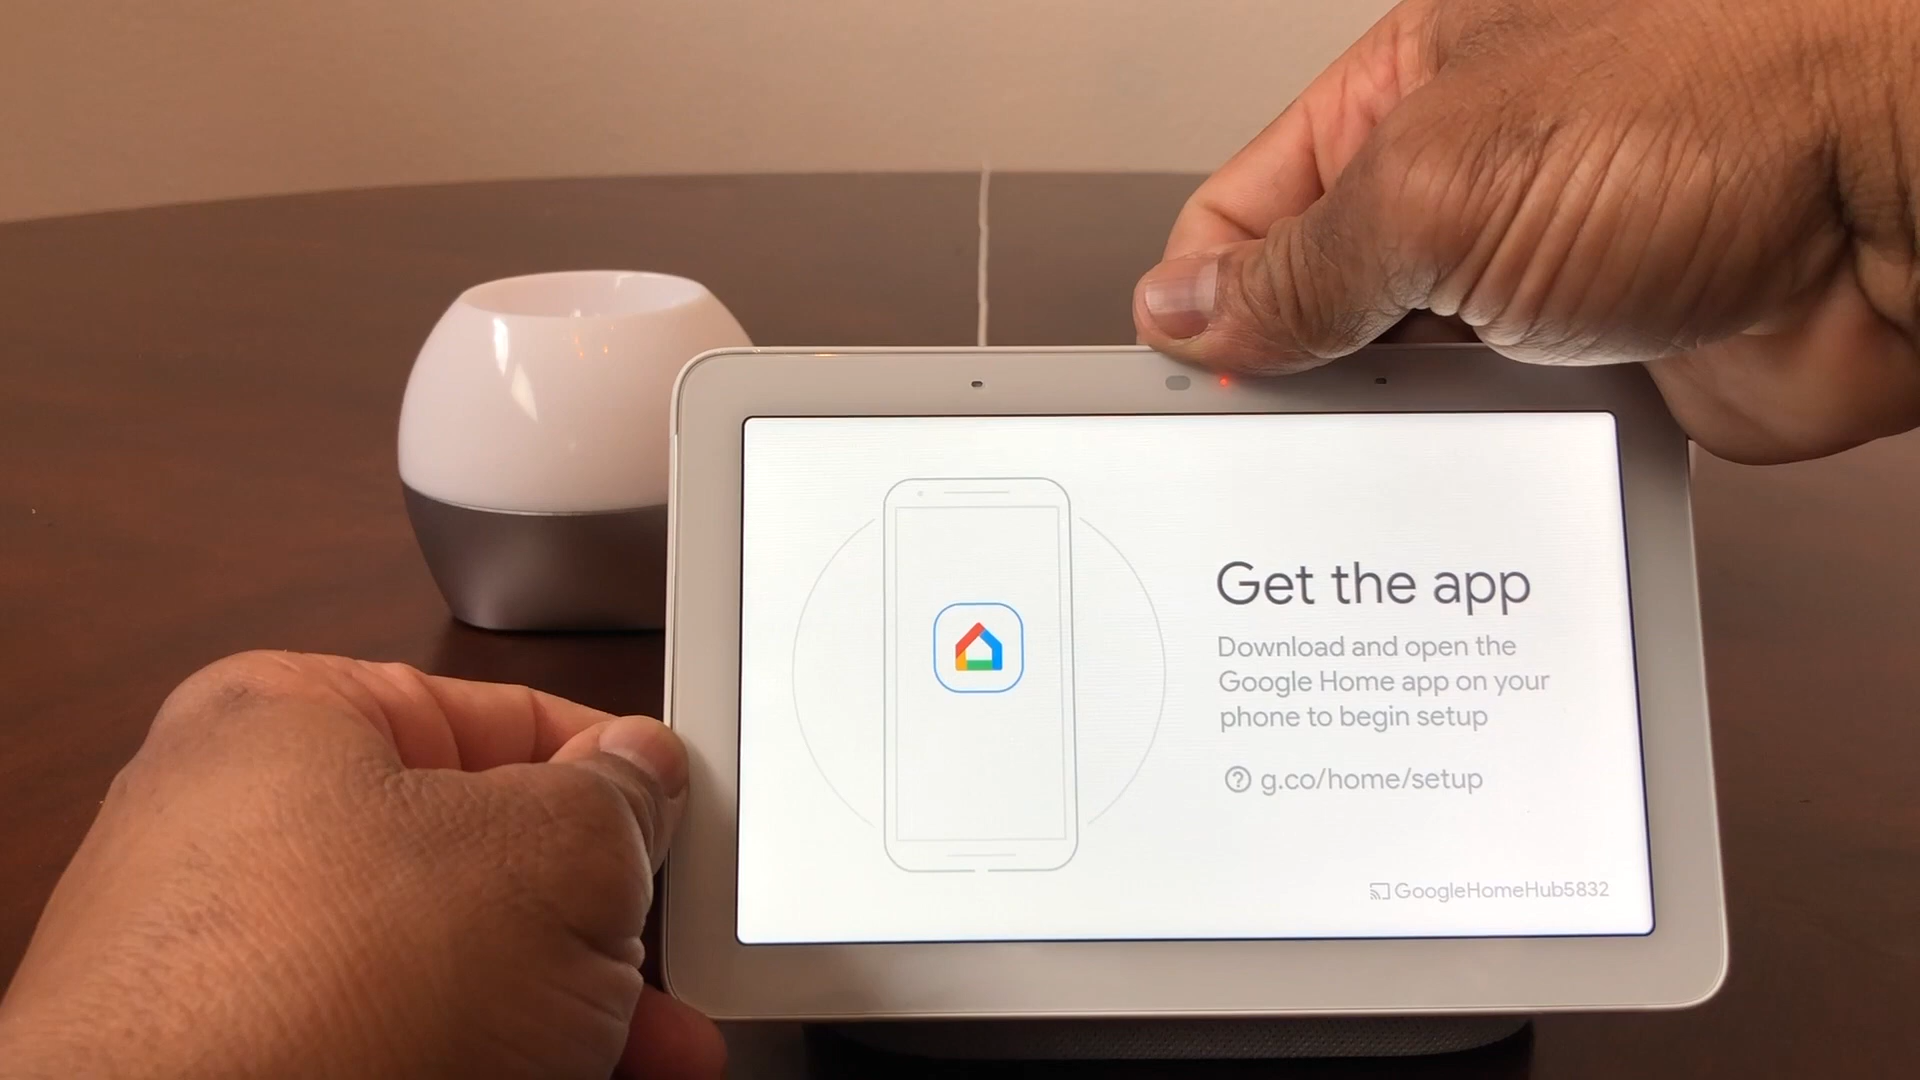 Get the app
Download and open the
Google Home app on your
phone to begin setup
g.co/home/setup
GoogleHomeHub5832